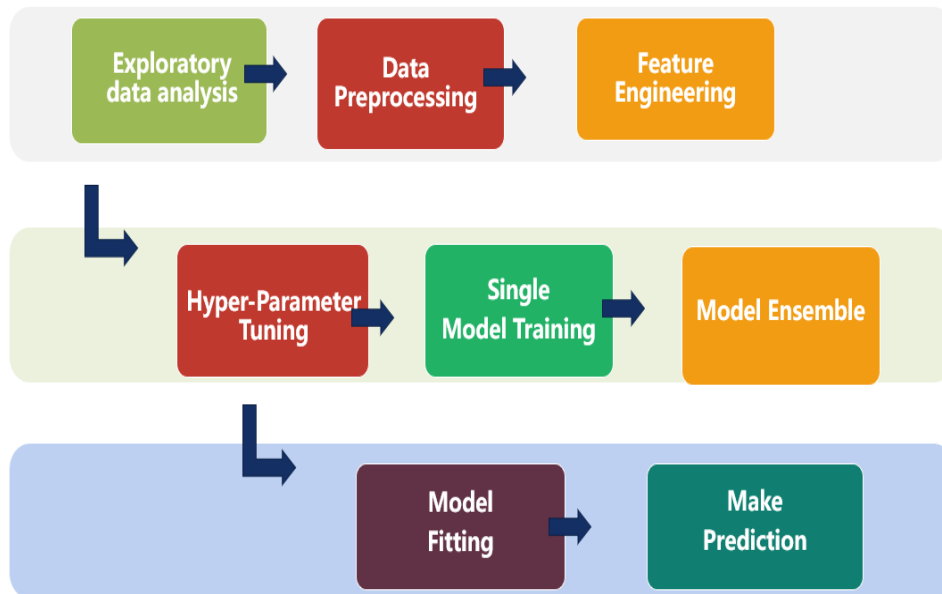 Exploratory
data analysis
Data
Preprocessing
Feature
Engineering
Hyper-Parameter
Tuning
Single
Model Training
Model Ensemble
Model
Fitting
Make
Prediction